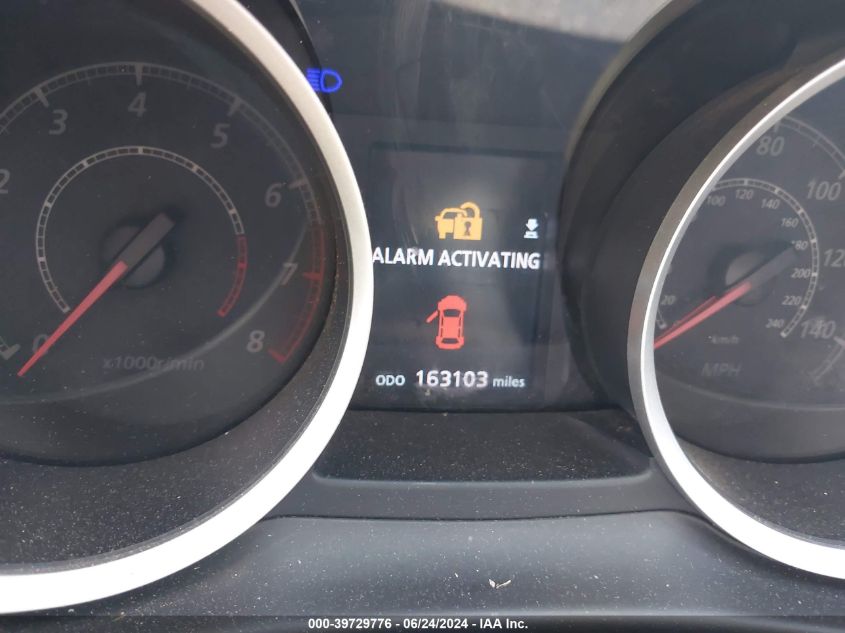 2 3 4 5 6 7 8
0
x1000r/min
ALARM ACTIVATING
ODO 163103 miles
80 100 120 140
20 100 120 140 160 180 200 220 240
km/h
MPH
000-39729776 - 06/24/2024 - IAA Inc.